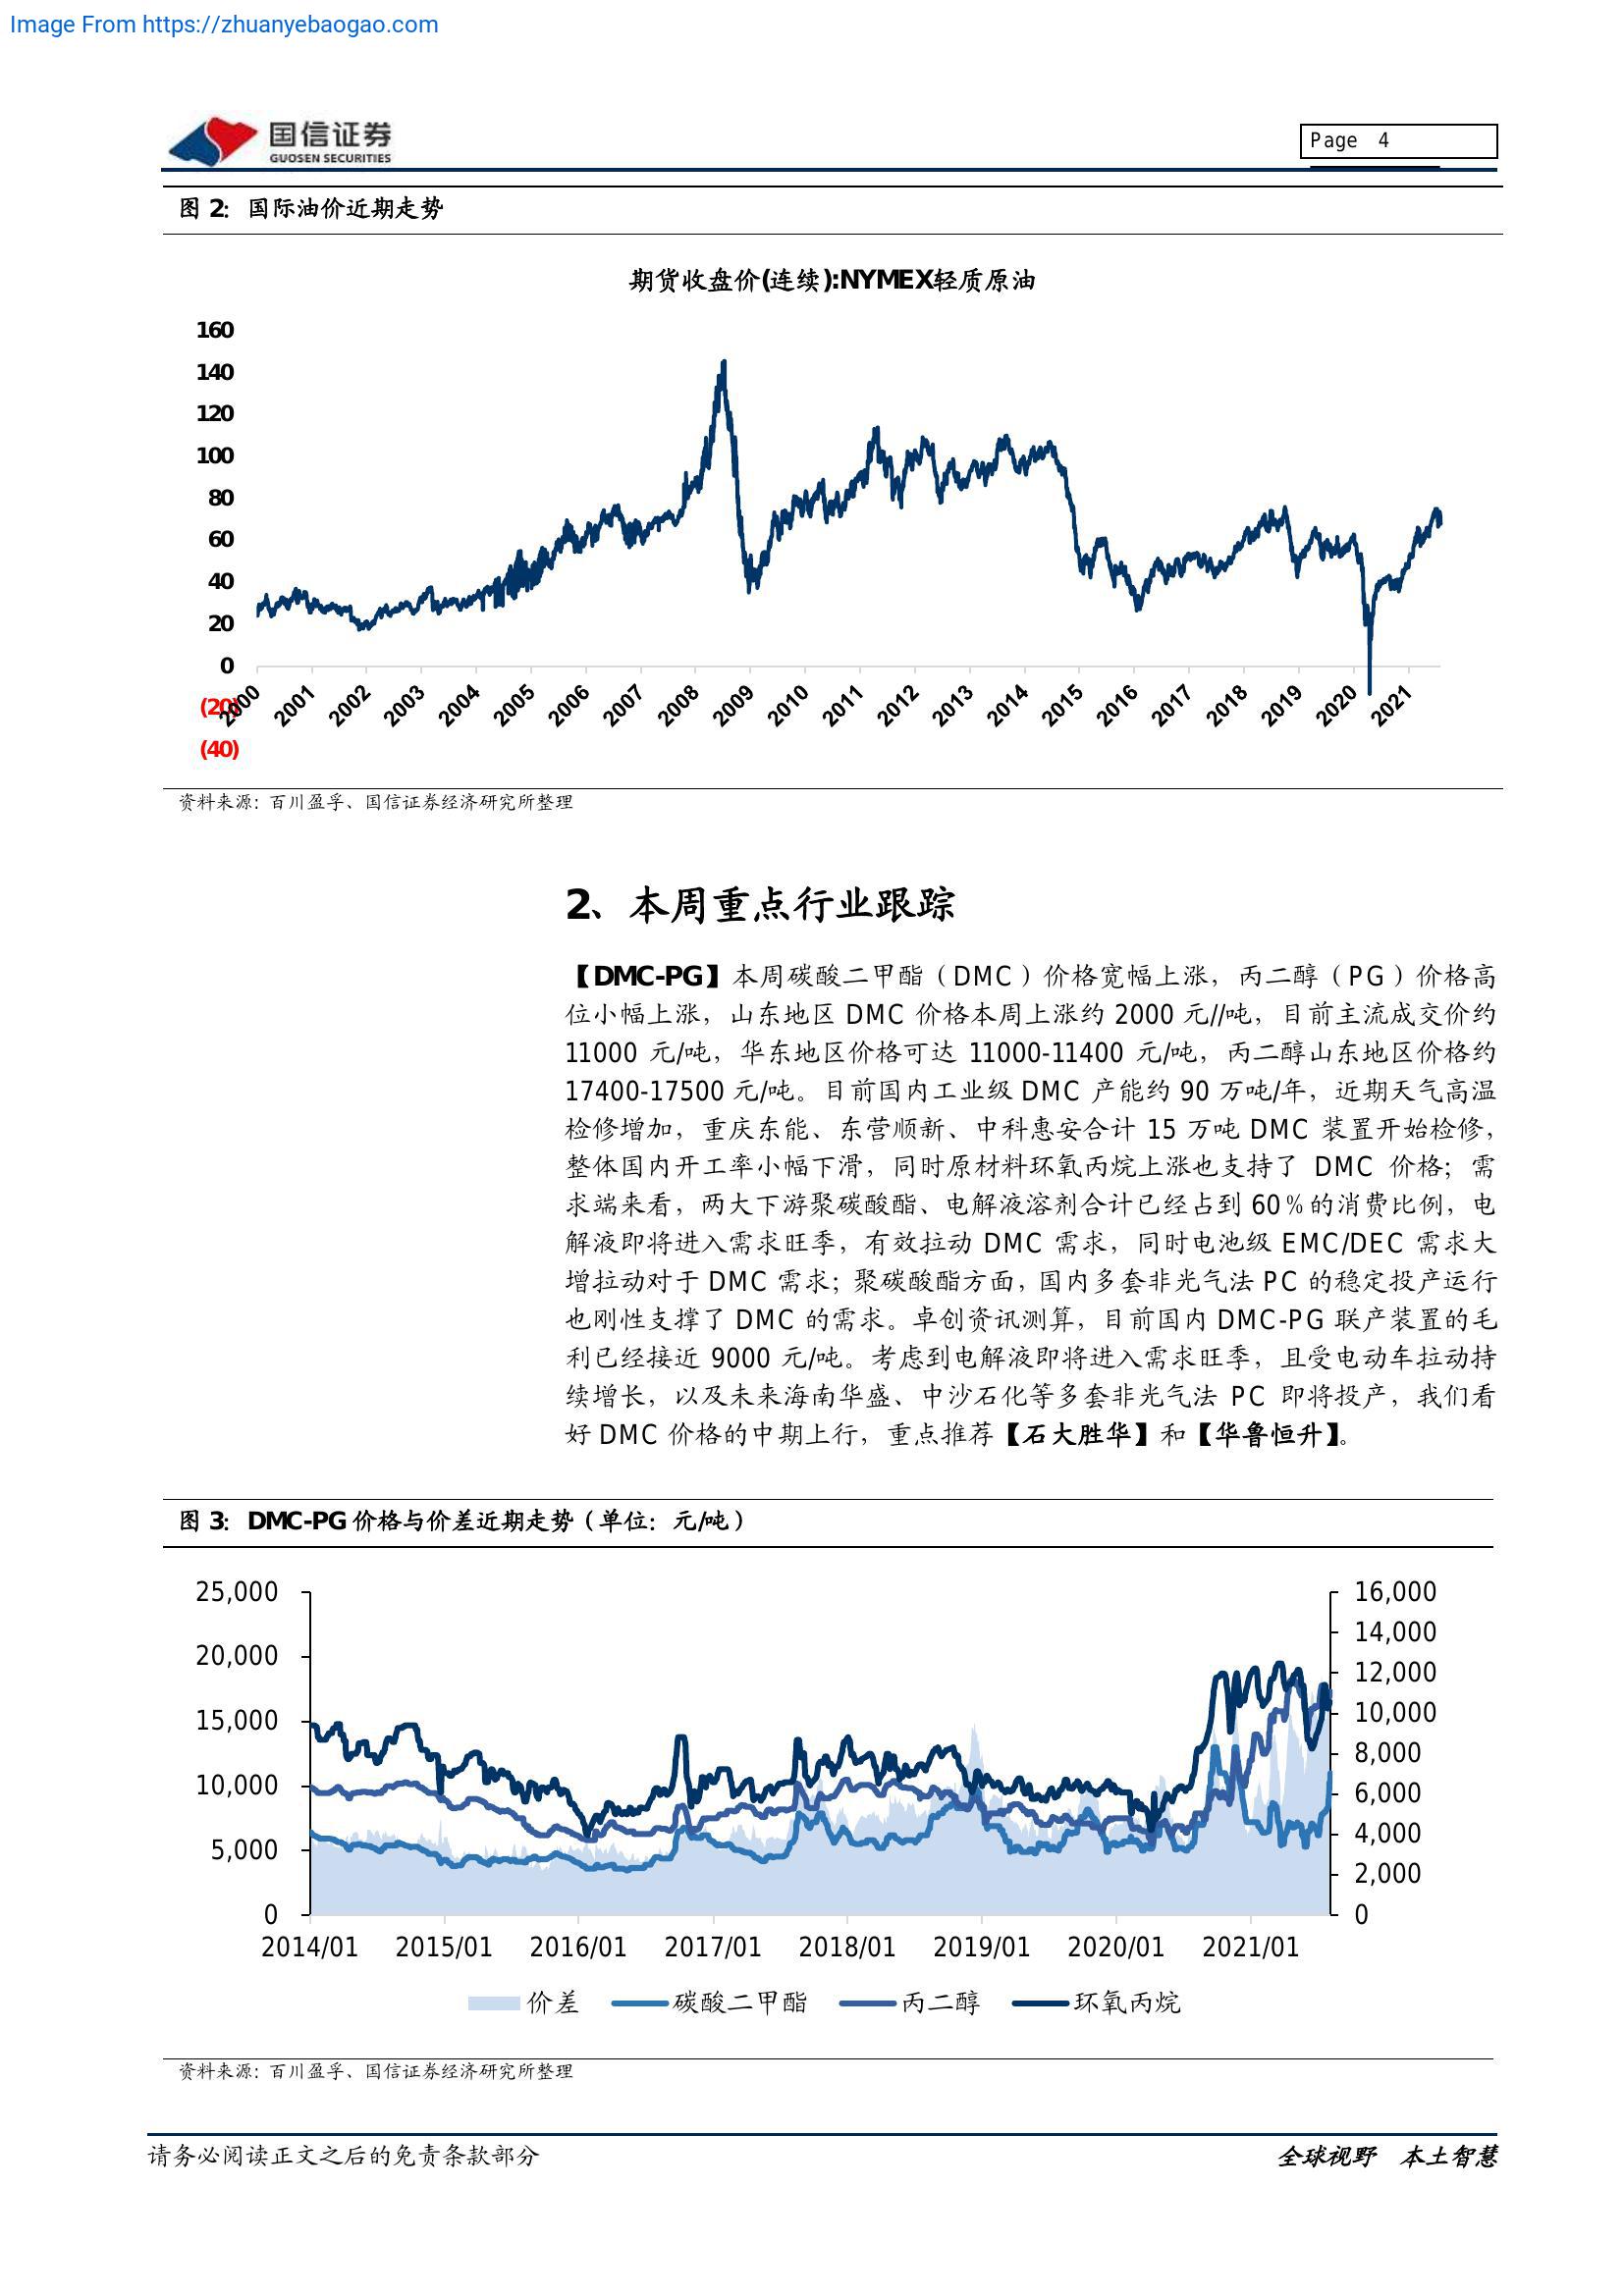 Image From https://zhuanyebaogao.com
国信证券
GUOSEN SECURITIES
Page 4
图 2：国际油价近期走势
期货收盘价(连续):NYMEX轻质原油
160
140
120
100
80
60
40
20
0
(20)
(40)
2000 2001 2002 2003 2004 2005 2006 2007 2008 2009 2010 2011 2012 2013 2014 2015 2016 2017 2018 2019 2020 2021
资料来源：百川盈孚、国信证券经济研究所整理
2、本周重点行业跟踪
【DMC-PG】本周碳酸二甲酯（DMC）价格宽幅上涨，丙二醇（PG）价格高
位小幅上涨，山东地区 DMC 价格本周上涨约 2000 元//吨，目前主流成交价约
11000 元/吨，华东地区价格可达 11000-11400 元/吨，丙二醇山东地区价格约
17400-17500 元/吨。目前国内工业级 DMC 产能约 90 万吨/年，近期天气高温
检修增加，重庆东能、东营顺新、中科惠安合计 15 万吨 DMC 装置开始检修，
整体国内开工率小幅下滑，同时原材料环氧丙烷上涨也支持了 DMC 价格；需
求端来看，两大下游聚碳酸酯、电解液溶剂合计已经占到 60%的消费比例，电
解液即将进入需求旺季，有效拉动 DMC 需求，同时电池级 EMC/DEC 需求大
增拉动对于 DMC 需求；聚碳酸酯方面，国内多套非光气法 PC 的稳定投产运行
也刚性支撑了 DMC 的需求。卓创资讯测算，目前国内 DMC-PG 联产装置的毛
利已经接近 9000 元/吨。考虑到电解液即将进入需求旺季，且受电动车拉动持
续增长，以及未来海南华盛、中沙石化等多套非光气法 PC 即将投产，我们看
好 DMC 价格的中期上行，重点推荐【石大胜华】和【华鲁恒升】。
图 3：DMC-PG 价格与价差近期走势（单位：元/吨）
25,000
20,000
15,000
10,000
5,000
0
16,000
14,000
12,000
10,000
8,000
6,000
4,000
2,000
0
2014/01 2015/01 2016/01 2017/01 2018/01 2019/01 2020/01 2021/01
价差 碳酸二甲酯 丙二醇 环氧丙烷
资料来源：百川盈孚、国信证券经济研究所整理
请务必阅读正文之后的免责条款部分
全球视野 本土智慧